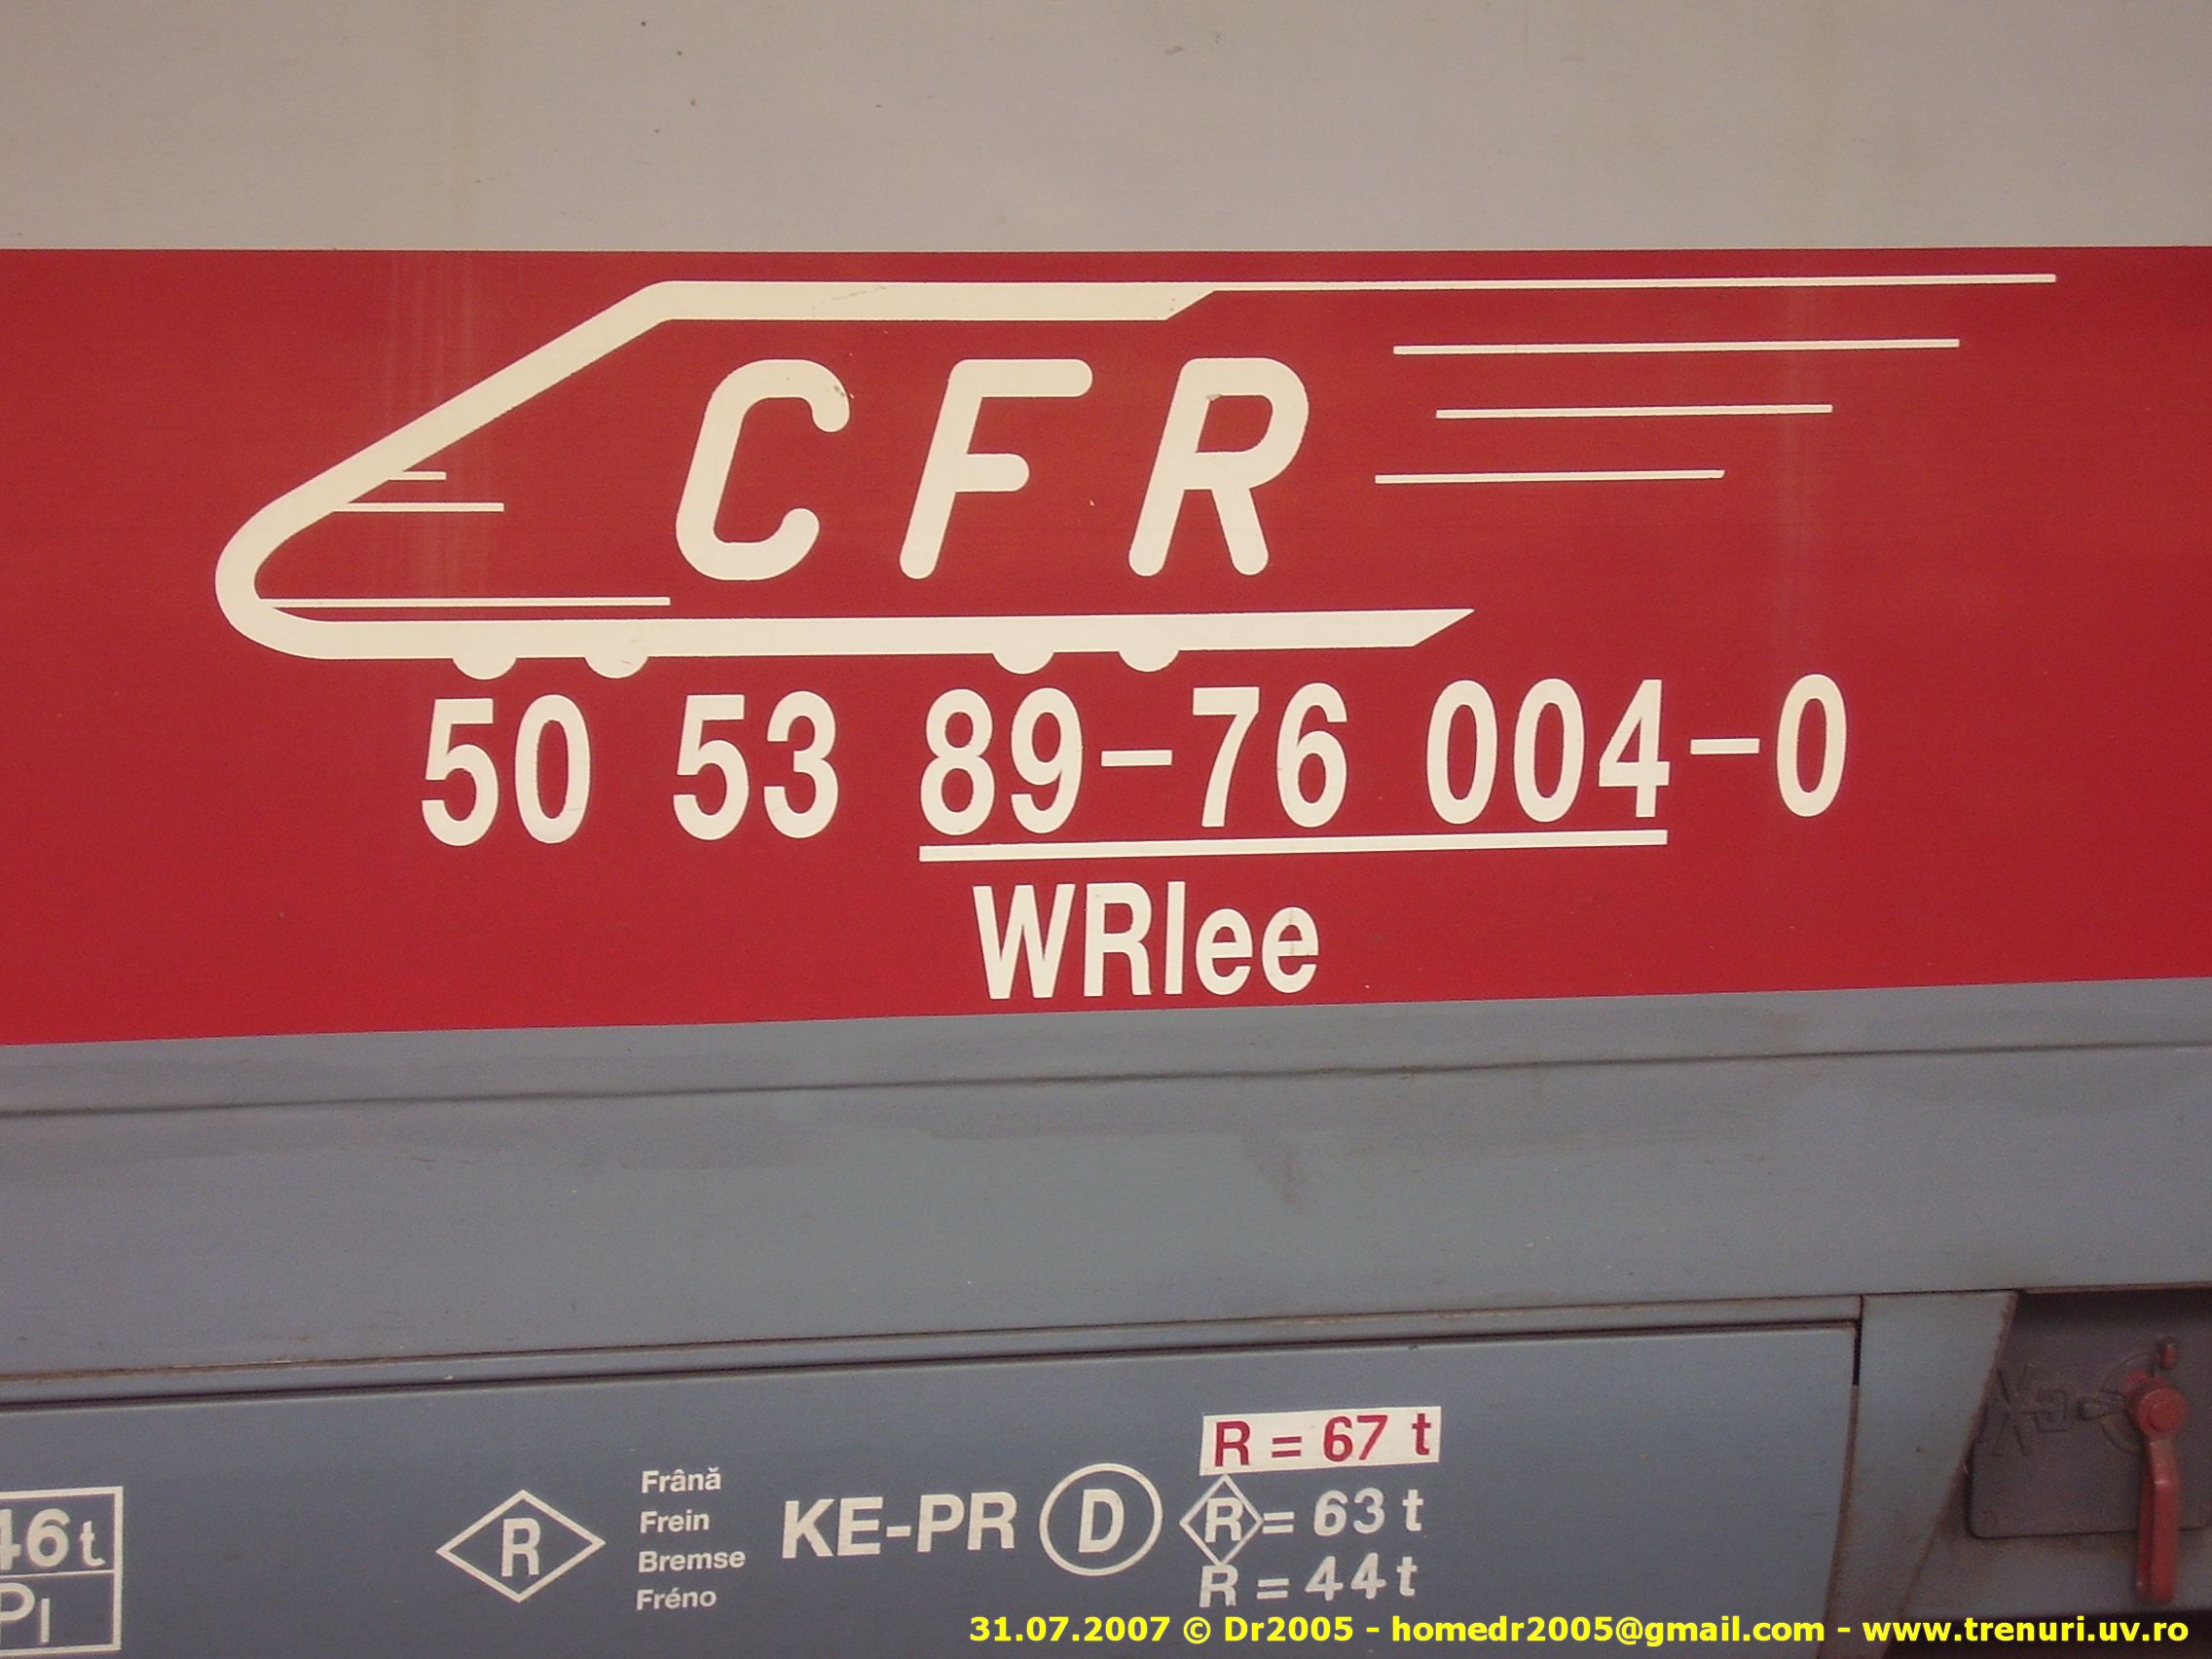 CFR
50 53 89-76 004-0
WRlee
R = 67 t
Frână
Frein
Bremse
Fréno
R
KE-PR D
R = 63 t
R = 44 t
46t
PI
31.07.2007 © Dr2005 - homedr2005@gmail.com - www.trenuri.uv.ro